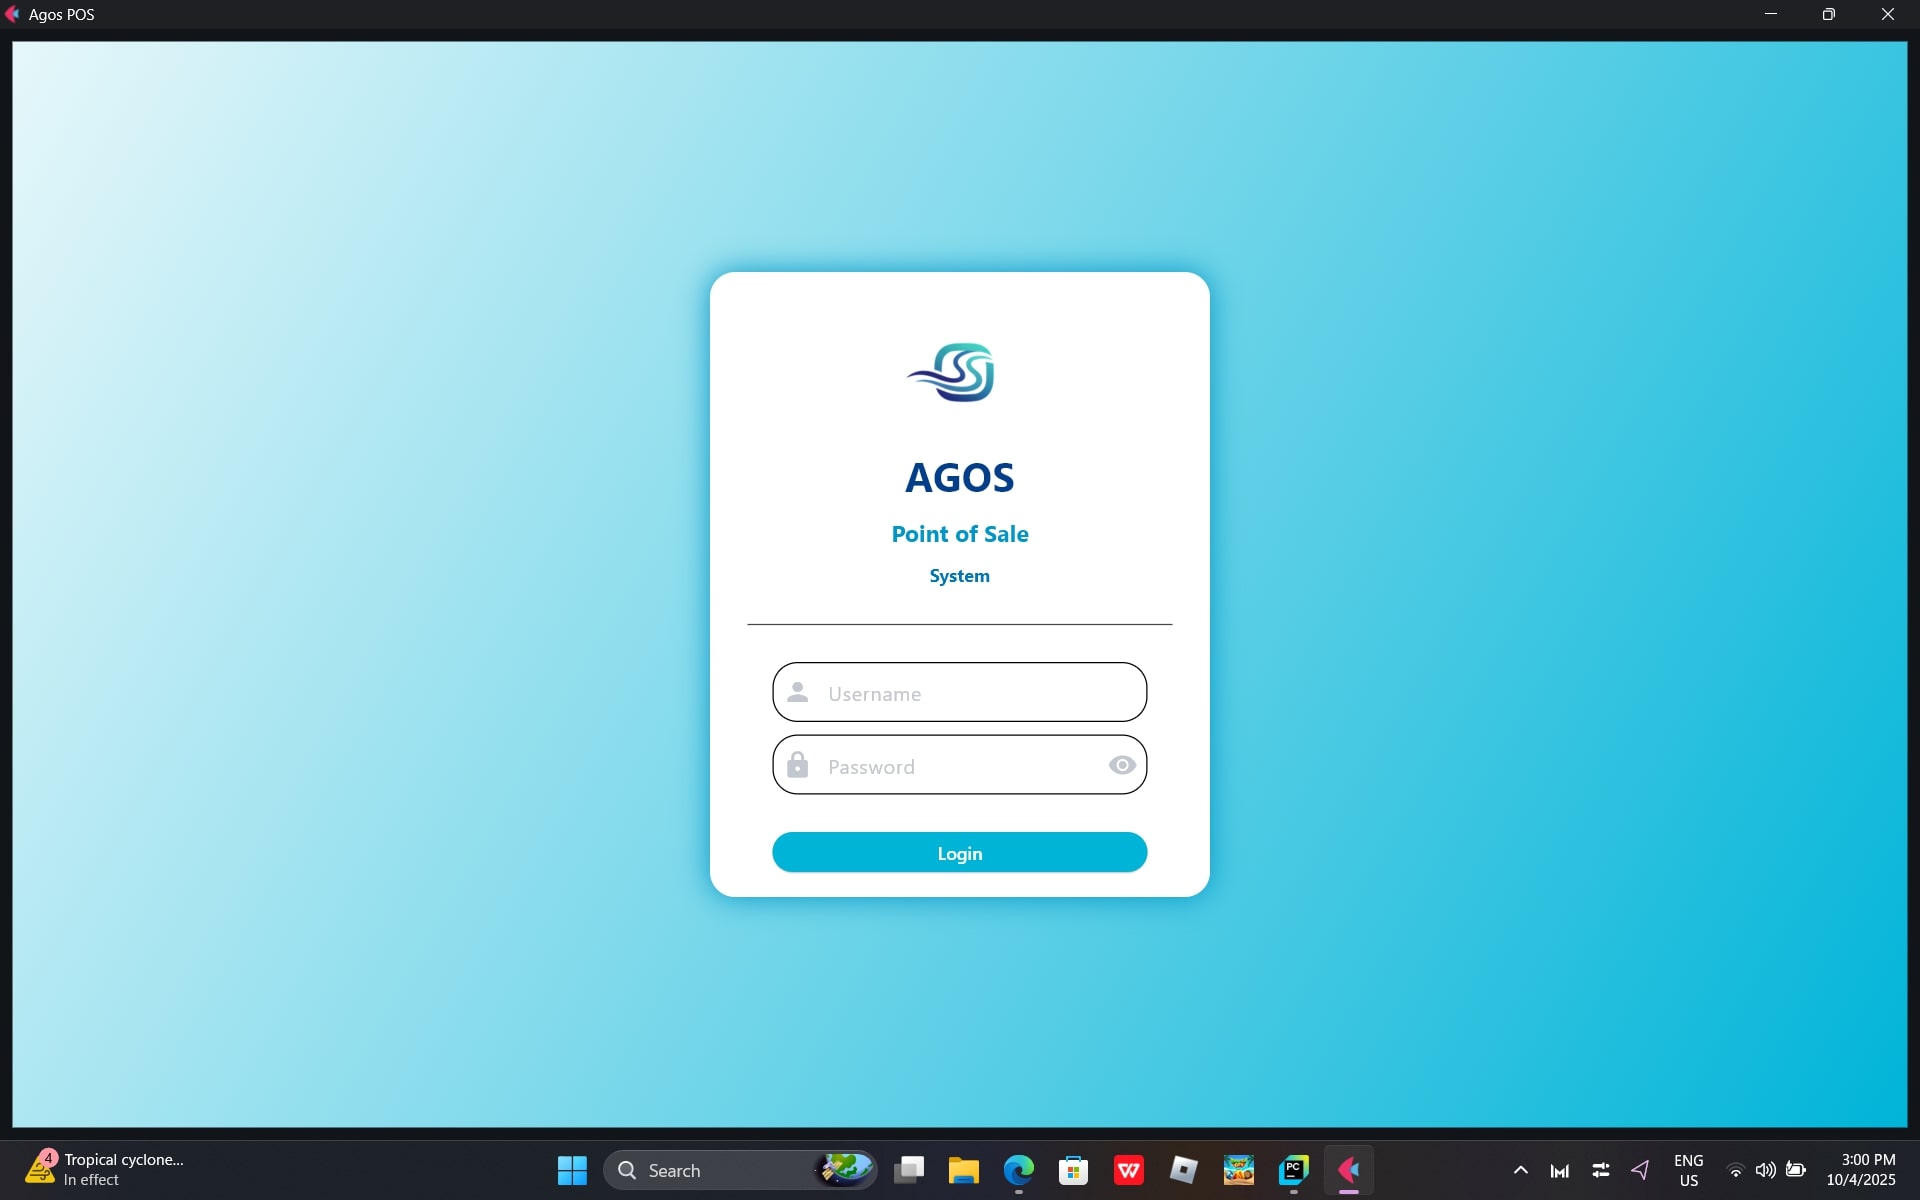 Agos POS
AGOS
Point of Sale
System
Username
Password
Login
4
Tropical cyclone...
In effect
Search
PC
ENG
US
3:00 PM
10/4/2025